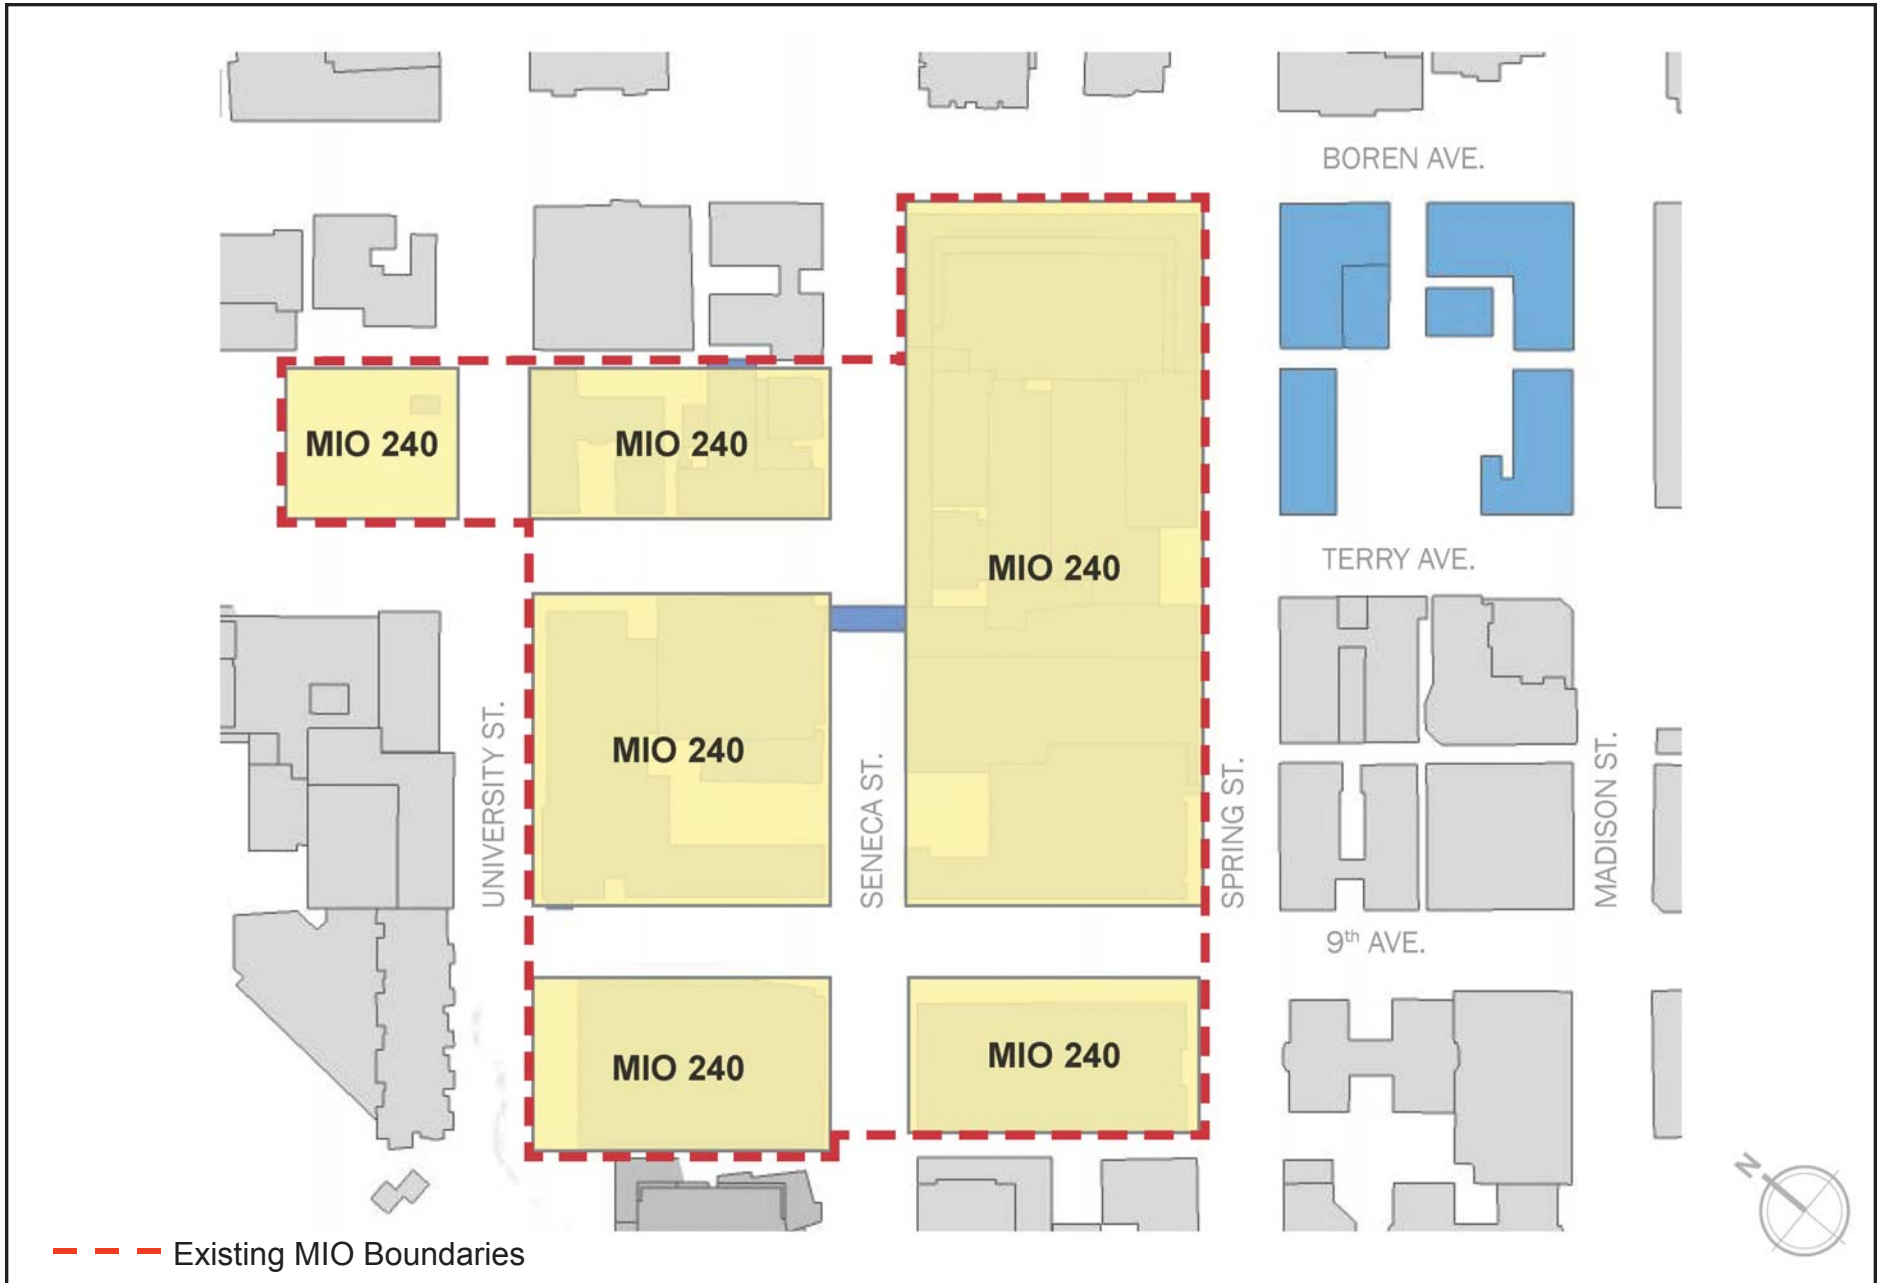 BOREN AVE.
MIO 240
MIO 240
MIO 240
TERRY AVE.
MIO 240
UNIVERSITY ST.
SENECA ST.
SPRING ST.
MADISON ST.
9th AVE.
MIO 240
MIO 240
N
Existing MIO Boundaries